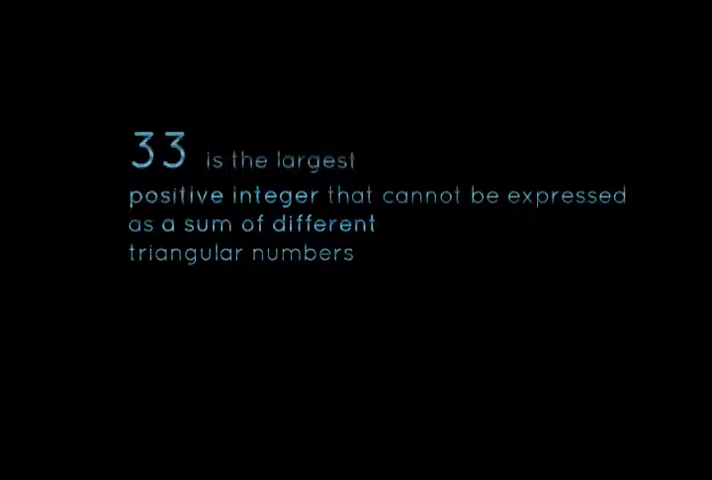 33 is the largest
positive integer that cannot be expressed
as a sum of different
triangular numbers